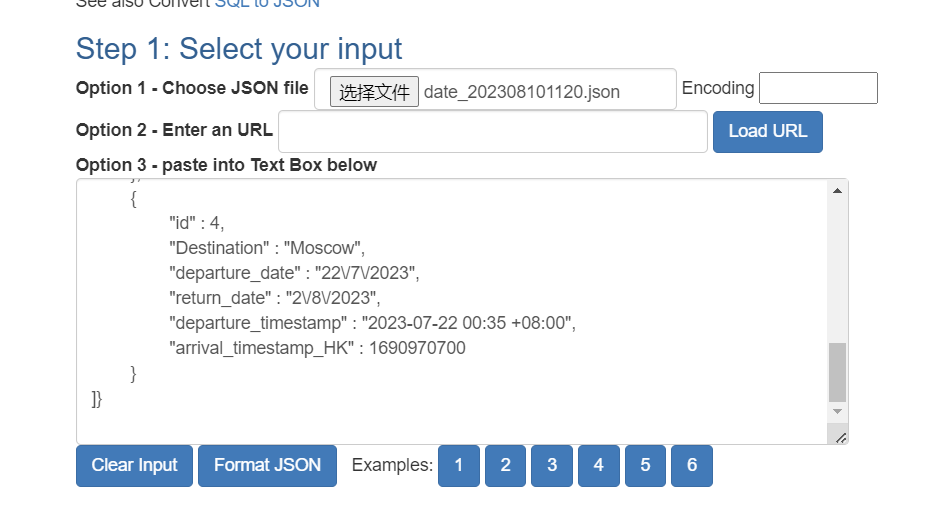 See also Convert SQL to JSON
Step 1: Select your input
Option 1 - Choose JSON file 选择文件 date_202308101120.json Encoding
Option 2 - Enter an URL Load URL
Option 3 - paste into Text Box below
},
{
"id" : 4,
"Destination" : "Moscow",
"departure_date" : "22\/7\/2023",
"return_date" : "2\/8\/2023",
"departure_timestamp" : "2023-07-22 00:35 +08:00",
"arrival_timestamp_HK" : 1690970700
}
]}
Clear Input Format JSON Examples: 1 2 3 4 5 6